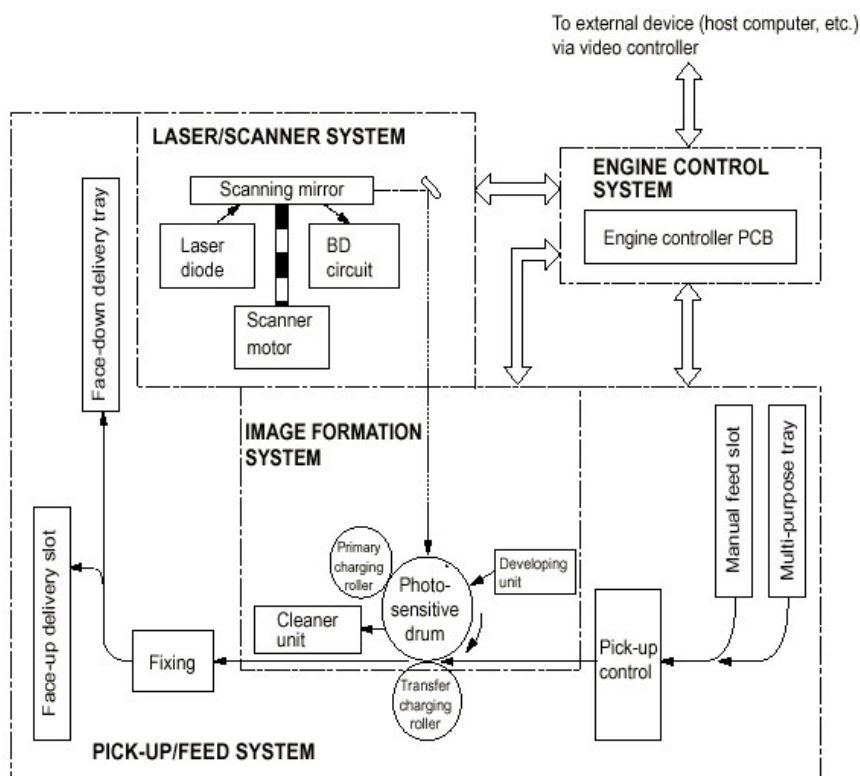 To external device (host computer, etc.)
via video controller
LASER/SCANNER SYSTEM
Scanning mirror
Laser
diode
BD
circuit
Scanner
motor
ENGINE CONTROL
SYSTEM
Engine controller PCB
Face-down delivery tray
IMAGE FORMATION
SYSTEM
Manual feed slot
Multi-purpose tray
Face-up delivery slot
Primary
charging
roller
Photo-
sensitive
drum
Developing
unit
Cleaner
unit
Fixing
Pick-up
control
Transfer
charging
roller
PICK-UP/FEED SYSTEM